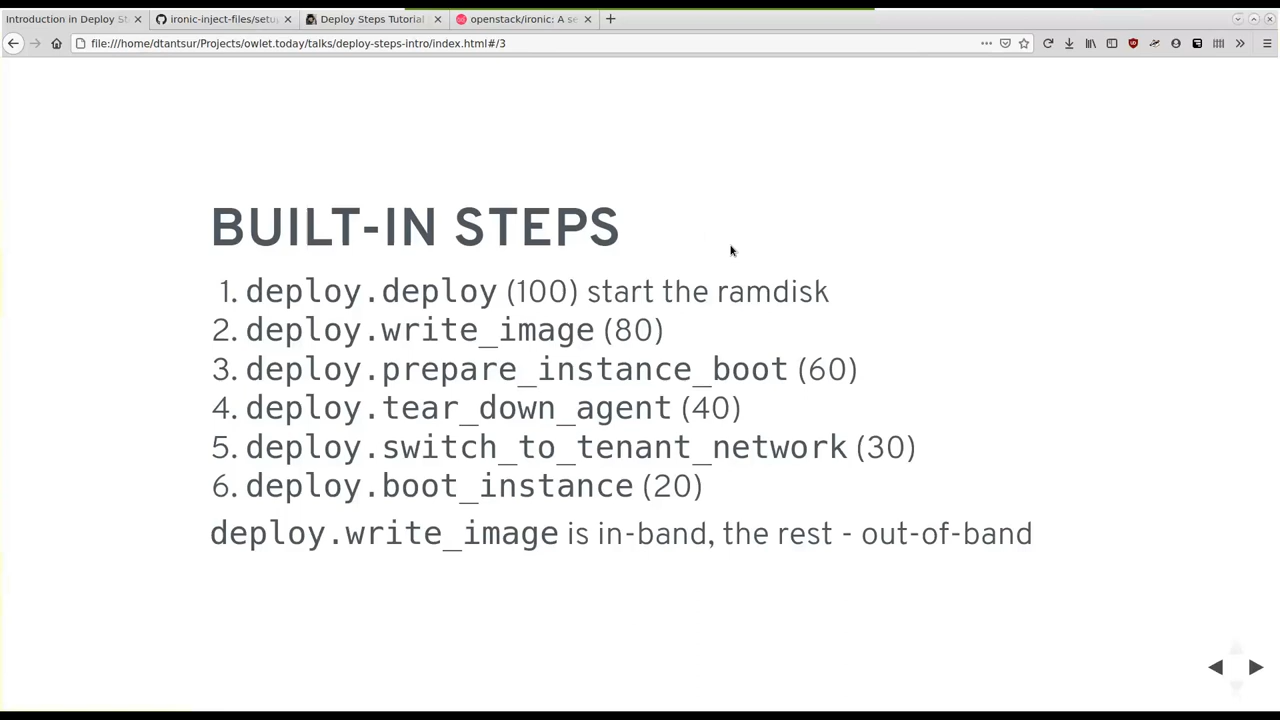 Introduction in Deploy St
ironic-inject-files/setu
Deploy Steps Tutorial
openstack/ironic: A se
file:///home/dtantsur/Projects/owlet.today/talks/deploy-steps-intro/index.html#/3
BUILT-IN STEPS
1. deploy.deploy (100) start the ramdisk
2. deploy.write_image (80)
3. deploy.prepare_instance_boot (60)
4. deploy.tear_down_agent (40)
5. deploy.switch_to_tenant_network (30)
6. deploy.boot_instance (20)
deploy.write_image is in-band, the rest - out-of-band